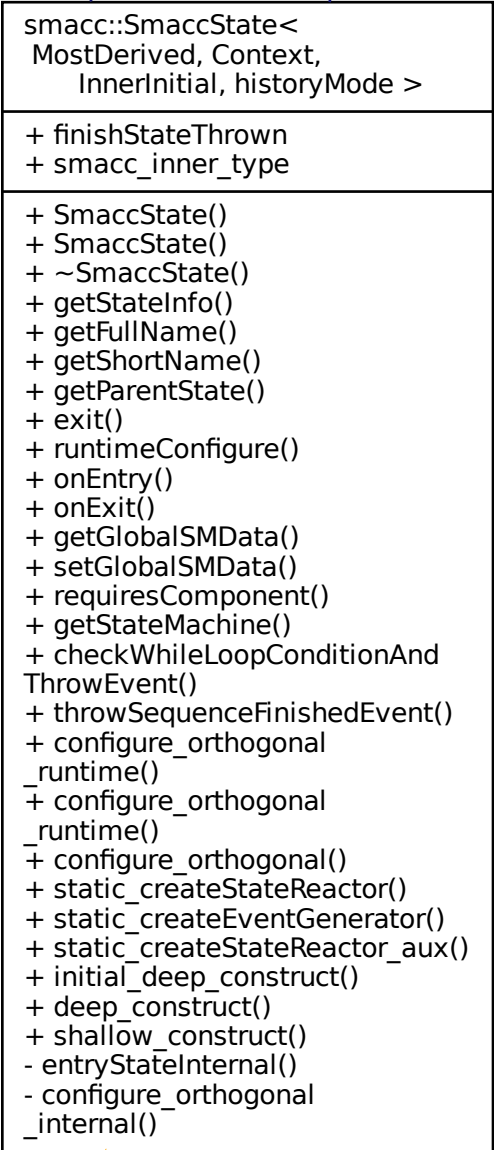 smacc::SmaccState<
MostDerived, Context,
InnerInitial, historyMode >
+ finishStateThrown
+ smacc_inner_type
+ SmaccState()
+ SmaccState()
+ ~SmaccState()
+ getStateInfo()
+ getFullName()
+ getShortName()
+ getParentState()
+ exit()
+ runtimeConfigure()
+ onEntry()
+ onExit()
+ getGlobalSMData()
+ setGlobalSMData()
+ requiresComponent()
+ getStateMachine()
+ checkWhileLoopConditionAnd
ThrowEvent()
+ throwSequenceFinishedEvent()
+ configure_orthogonal
_runtime()
+ configure_orthogonal
_runtime()
+ configure_orthogonal()
+ static_createStateReactor()
+ static_createEventGenerator()
+ static_createStateReactor_aux()
+ initial_deep_construct()
+ deep_construct()
+ shallow_construct()
- entryStateInternal()
- configure_orthogonal
_internal()